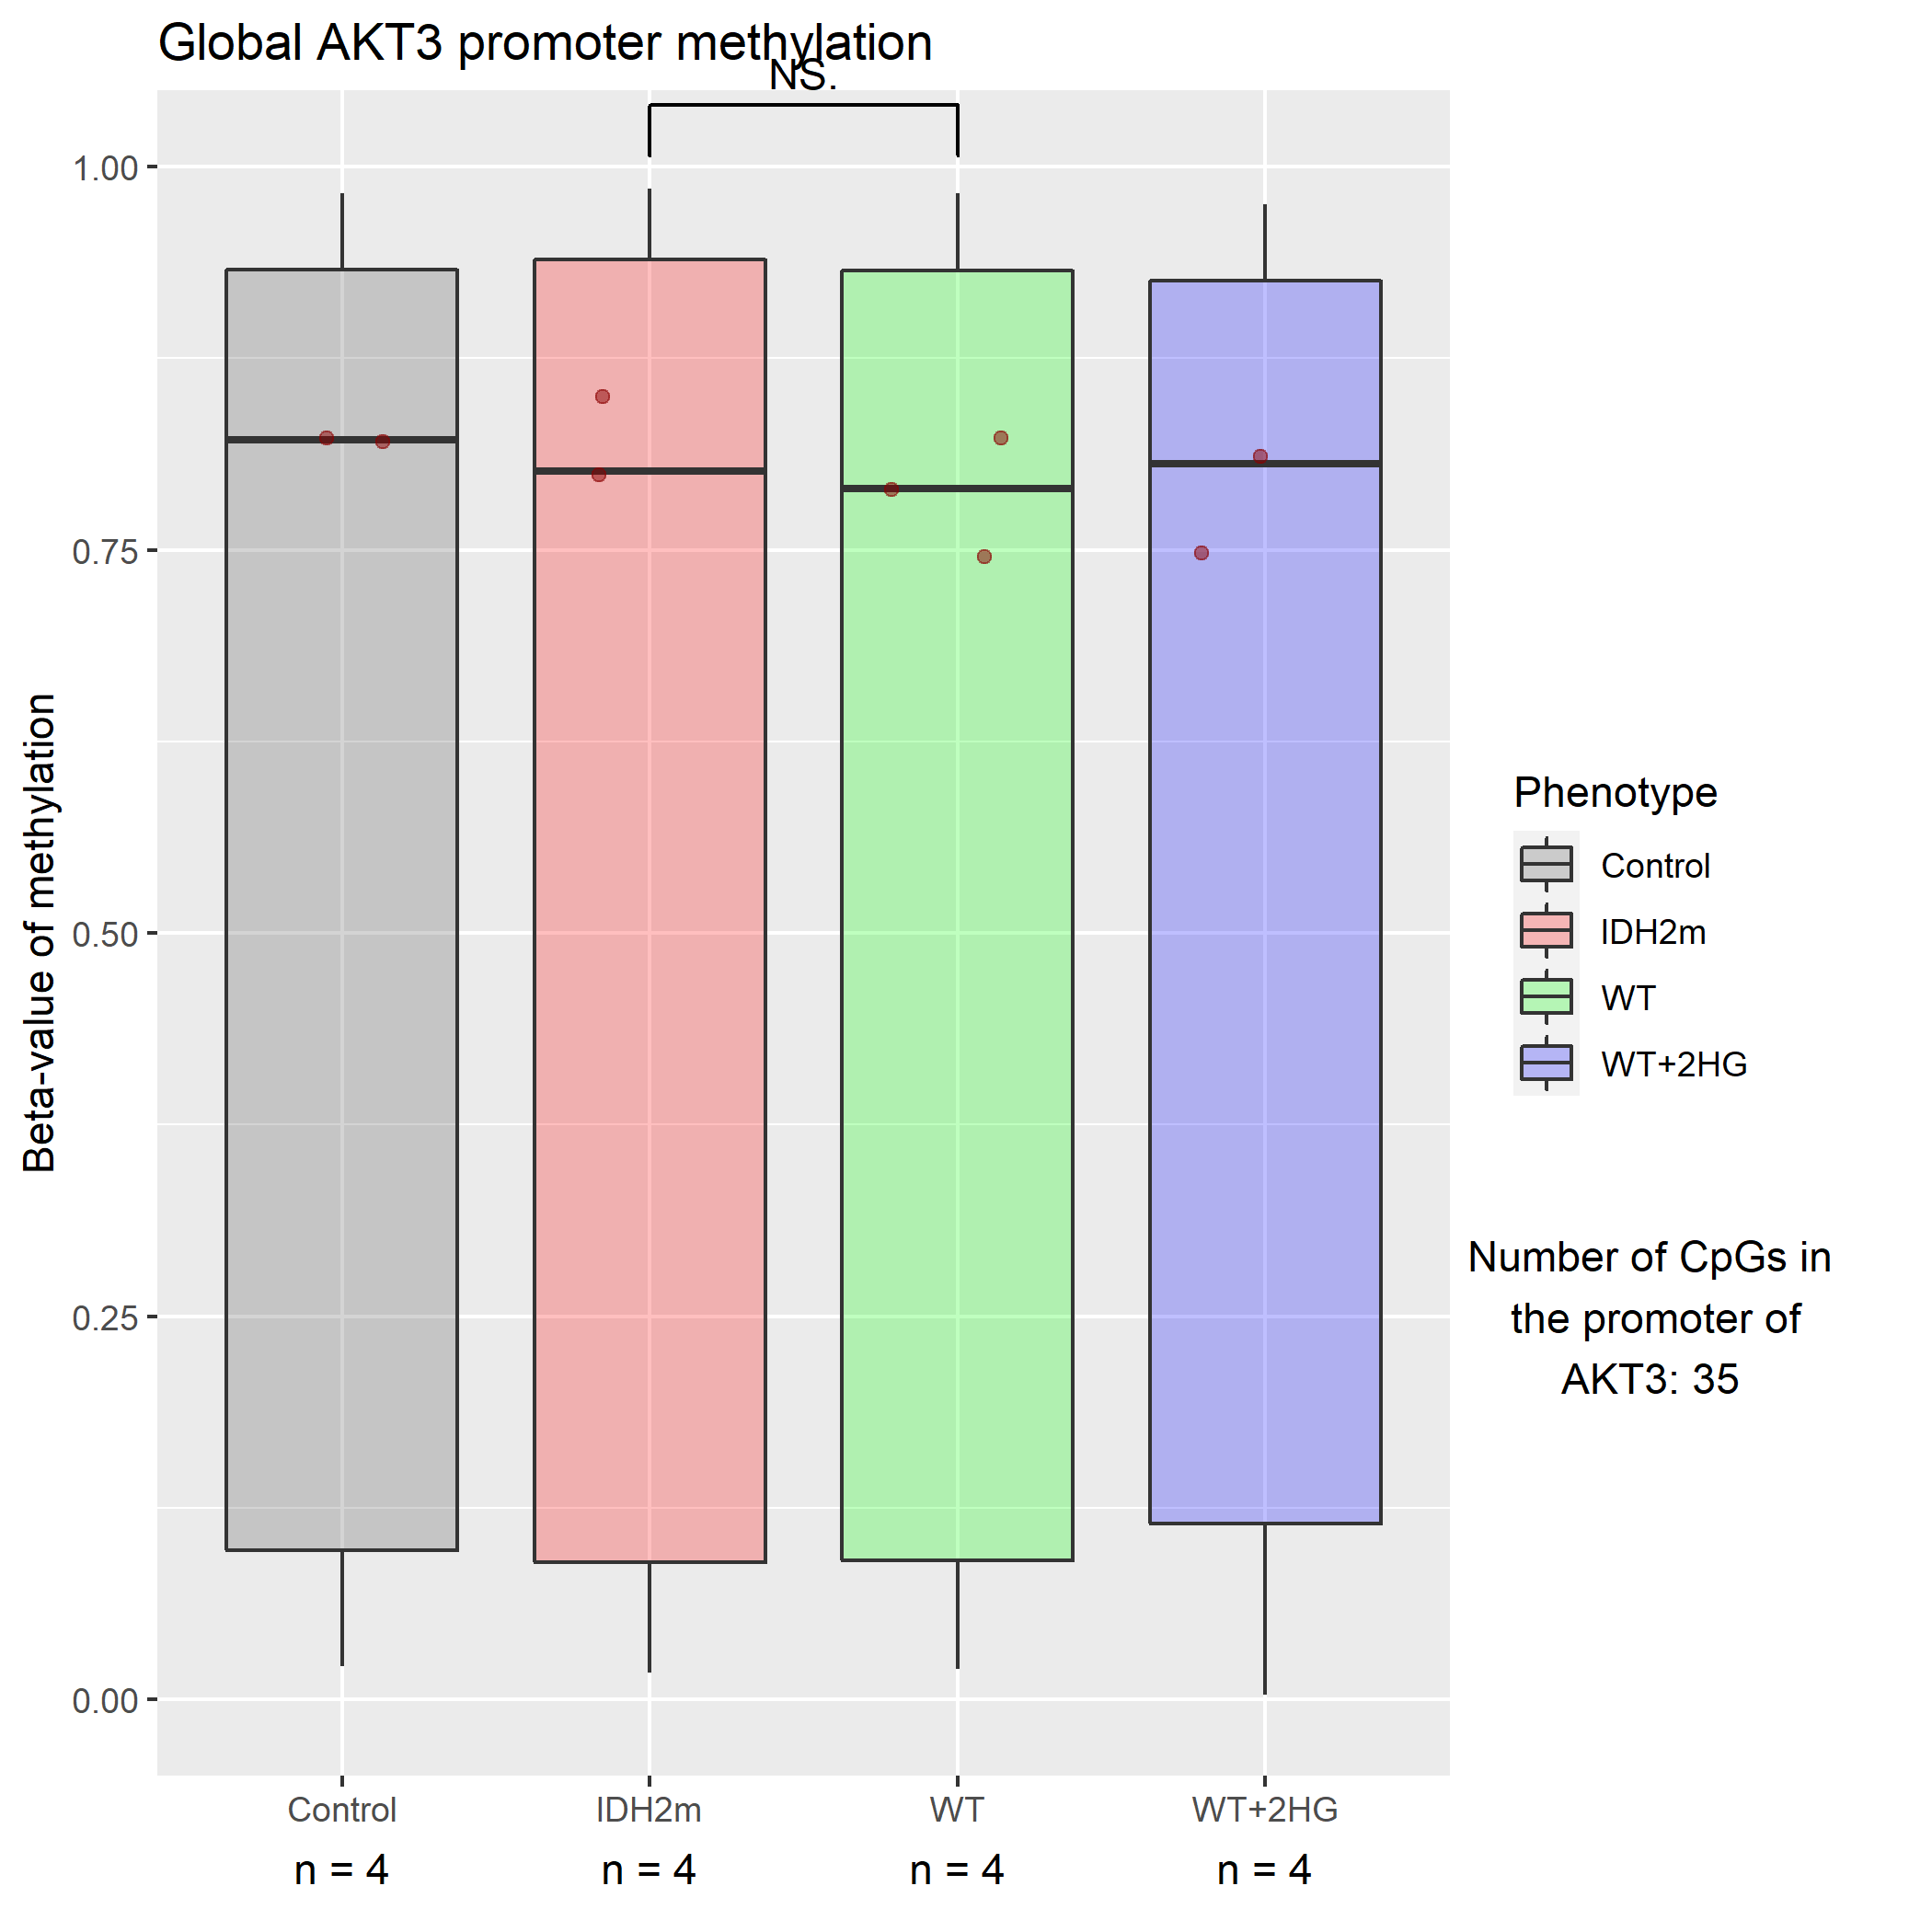 Global AKT3 promoter methylation
NS.
1.00
0.75
0.50
0.25
0.00
Beta-value of methylation
Control
IDH2m
WT
WT+2HG
n = 4
n = 4
n = 4
n = 4
Phenotype
Control
IDH2m
WT
WT+2HG
Number of CpGs in
the promoter of
AKT3: 35